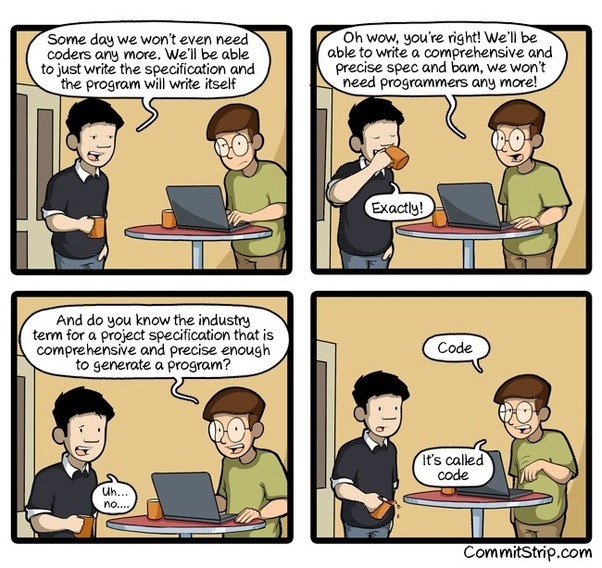 Some day we won't even need
coders any more. We'll be able
to just write the specification and
the program will write itself
Oh wow, you're right! We'll be
able to write a comprehensive and
precise spec and bam, we won't
need programmers any more!
Exactly!
And do you know the industry
term for a project specification that is
comprehensive and precise enough
to generate a program?
Uh...
no....
Code
It's called
code
CommitStrip.com